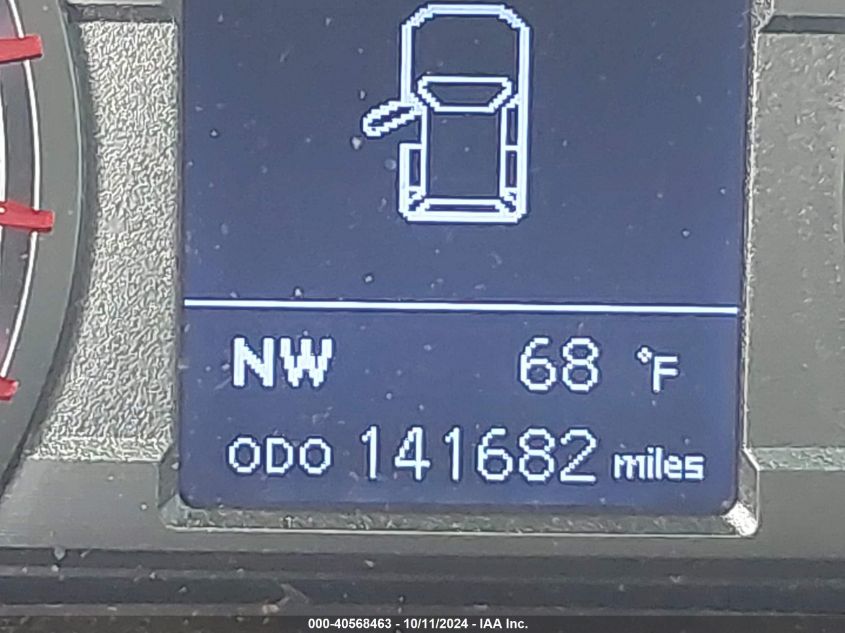 NW 68 °F
ODO 141682 miles
000-40568463 - 10/11/2024 - IAA Inc.